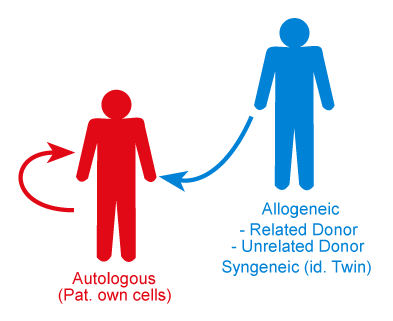 Allogeneic
- Related Donor
- Unrelated Donor
Syngeneic (id. Twin)
Autologous
(Pat. own cells)